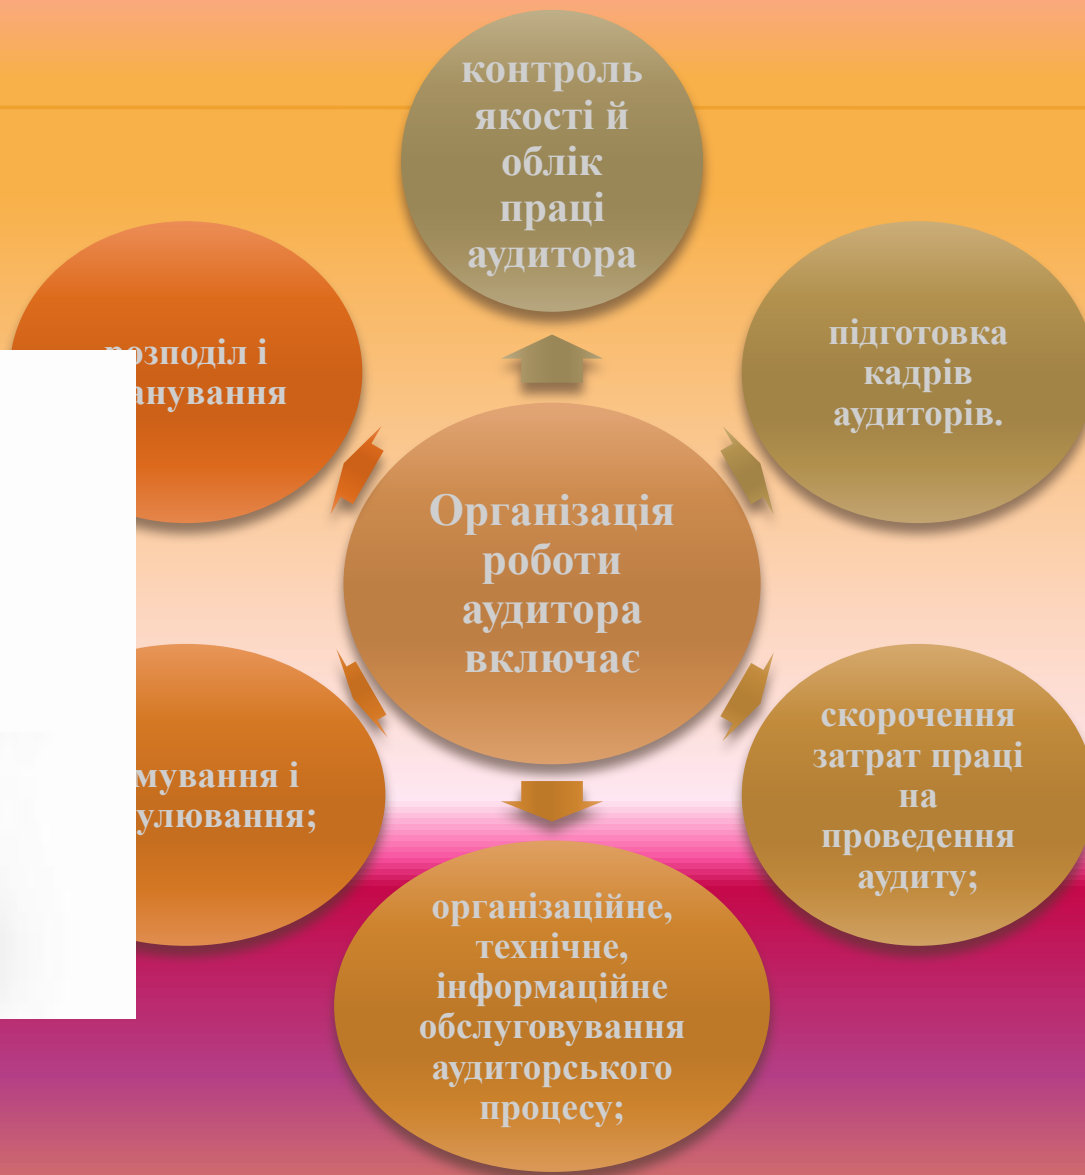 контроль
якості й
облік
праці
аудитора
підготовка
кадрів
аудиторів.
скорочення
затрат праці
на
проведення
аудиту;
організаційне,
технічне,
інформаційне
обслуговування
аудиторського
процесу;
і
розподіл і
Організація
роботи
аудитора
включає